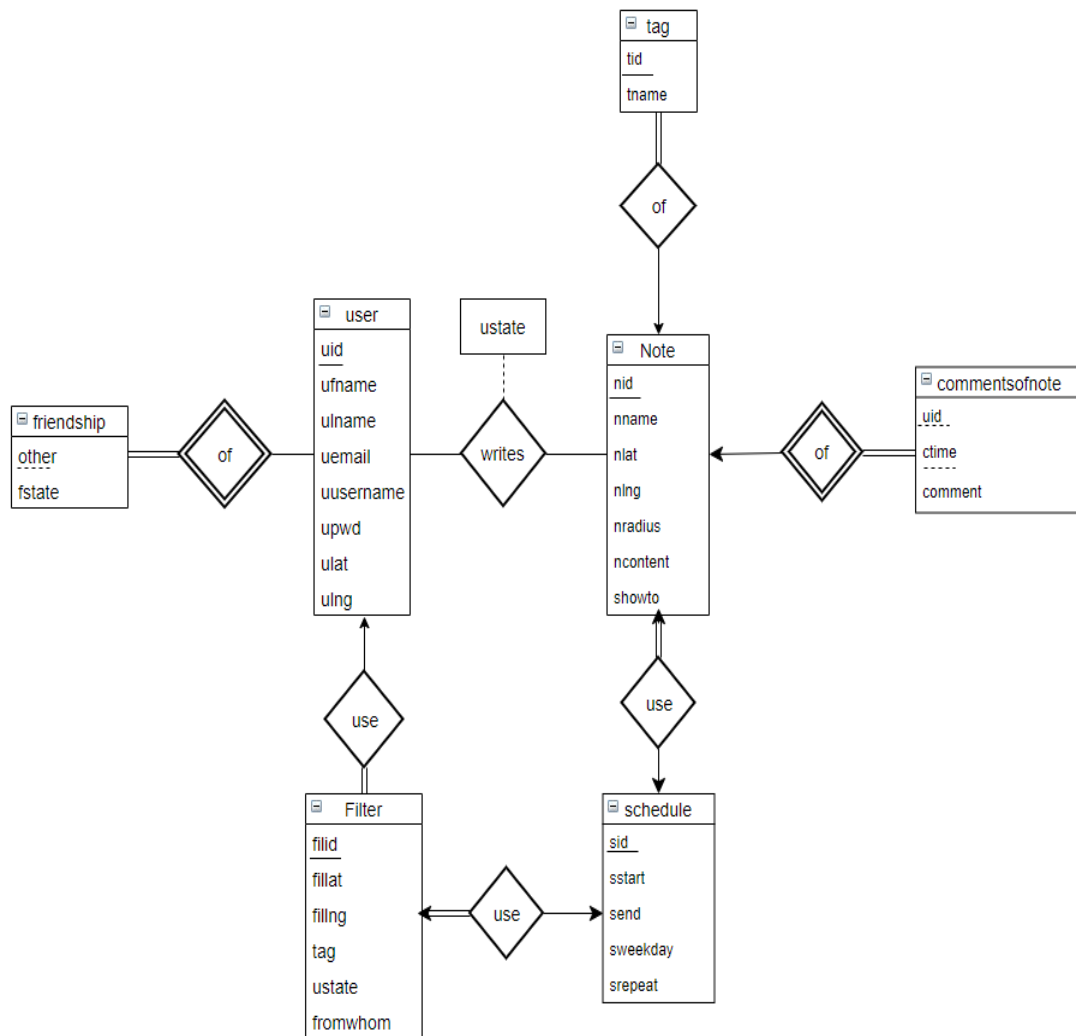 tag
tid
tname
of
user
uid
ufname
ulname
uemail
uusername
upwd
ulat
ulng
ustate
writes
Note
nid
nname
nlat
nlng
nradius
ncontent
showto
commentsofnote
uid
ctime
comment
of
friendship
other
fstate
of
use
use
Filter
filid
fillat
fillng
tag
ustate
fromwhom
use
schedule
sid
sstart
send
sweekday
srepeat